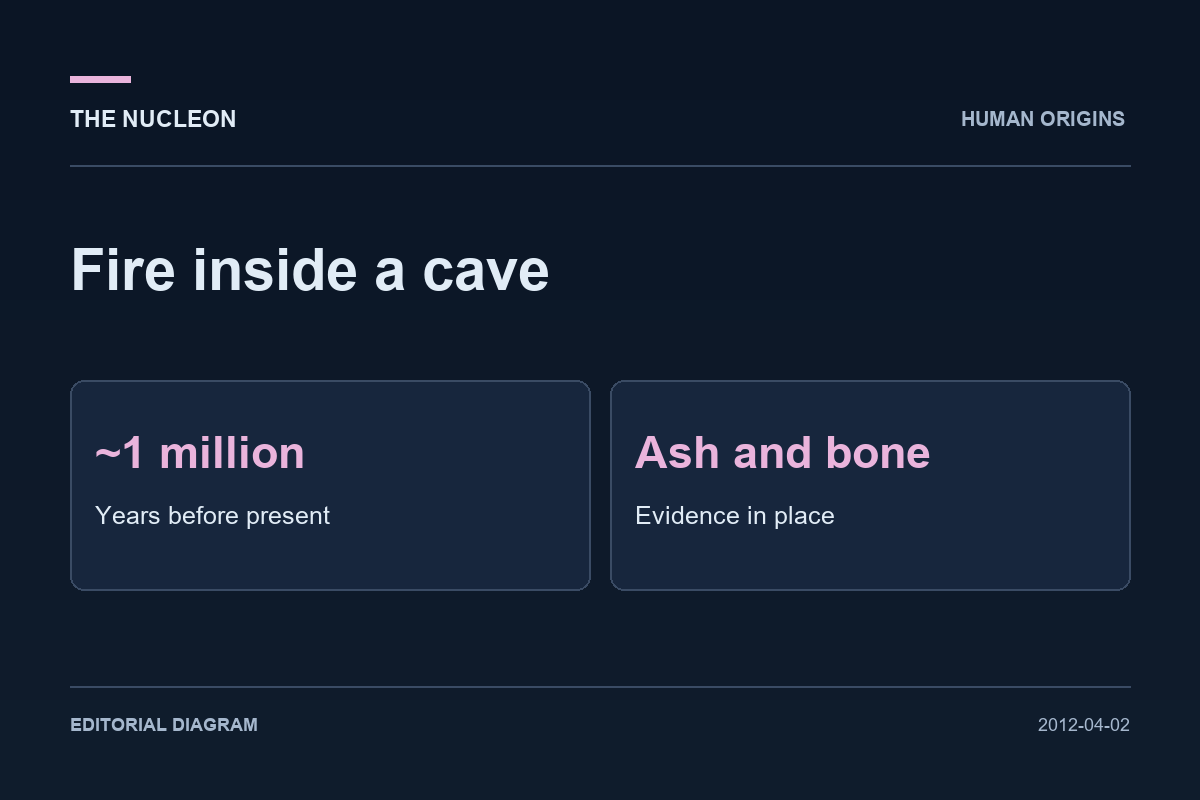 THE NUCLEON
HUMAN ORIGINS
Fire inside a cave
~1 million
Years before present
Ash and bone
Evidence in place
EDITORIAL DIAGRAM
2012-04-02